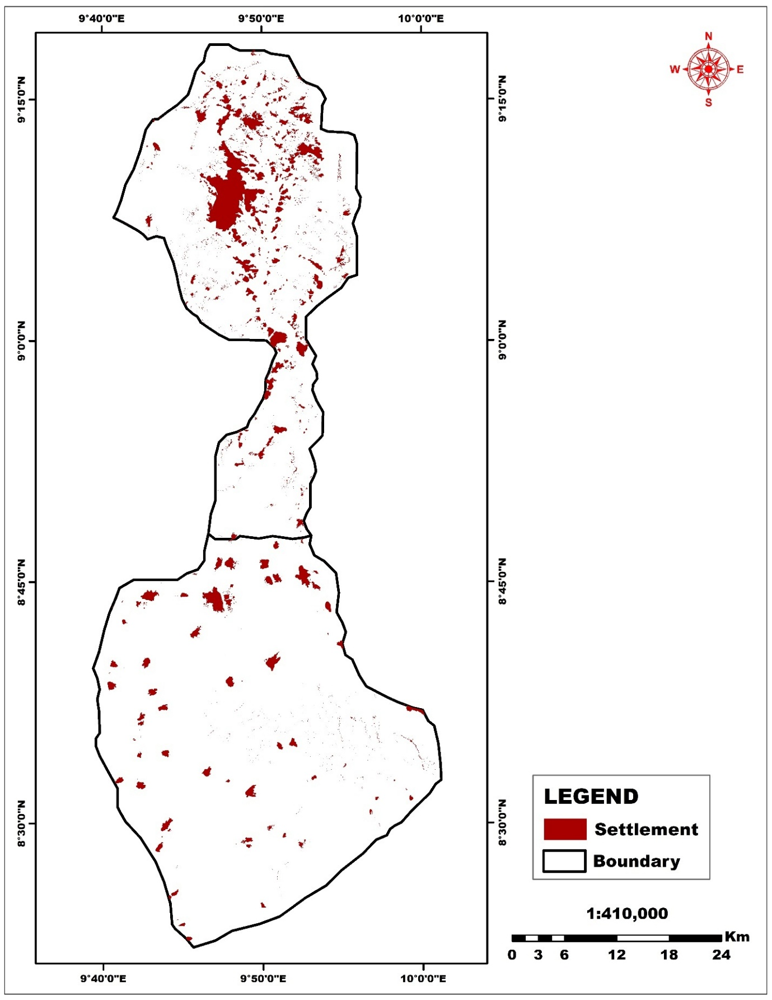 9°40'0"E 9°50'0"E 10°0'0"E
N
W E
S
9°15'0"N 9°15'0"N
9°0'0"N 9°0'0"N
8°45'0"N 8°45'0"N
8°30'0"N 8°30'0"N
LEGEND
Settlement
Boundary
1:410,000
Km
0 3 6 12 18 24
9°40'0"E 9°50'0"E 10°0'0"E